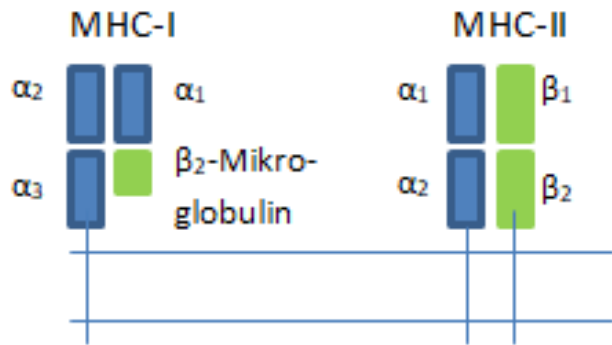 MHC-I MHC-II
α₂ α₁ α₁ β₁
α₃ β₂-Mikro-
globulin α₂ β₂